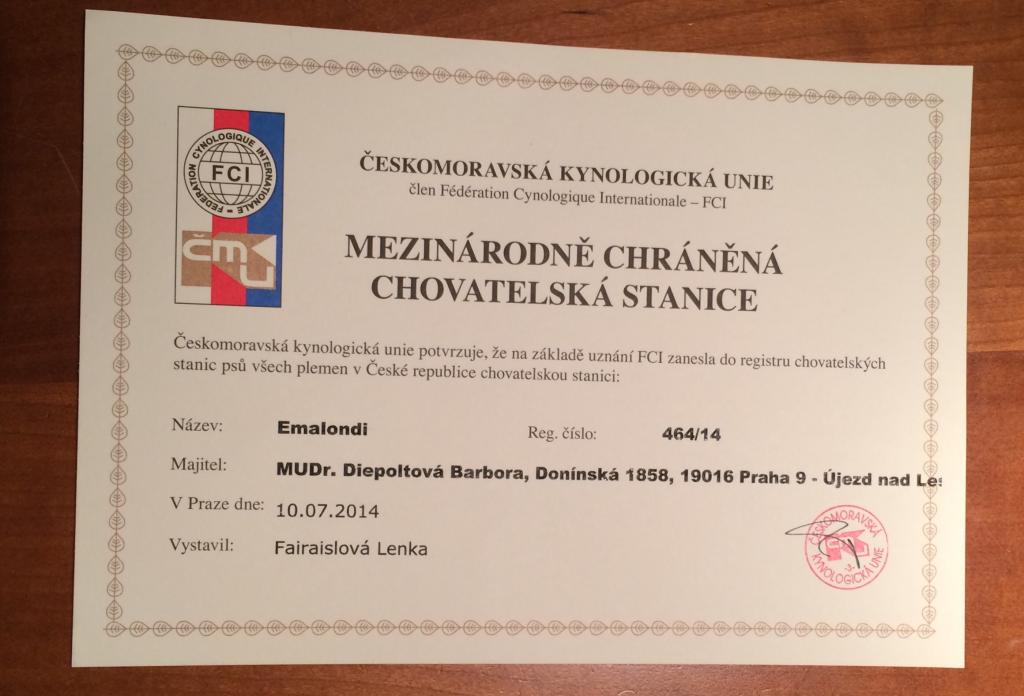 FEDERATION CYNOLOGIQUE INTERNATIONALE
FCI
čmku
ČESKOMORAVSKÁ KYNOLOGICKÁ UNIE
člen Fédération Cynologique Internationale – FCI
MEZINÁRODNĚ CHRÁNĚNÁ
CHOVATELSKÁ STANICE
Českomoravská kynologická unie potvrzuje, že na základě uznání FCI zanesla do registru chovatelských
stanic psů všech plemen v České republice chovatelskou stanici:
Název: Emalondi Reg. číslo: 464/14
Majitel: MUDr. Diepoltová Barbora, Donínská 1858, 19016 Praha 9 - Újezd nad
V Praze dne: 10.07.2014
Vystavil: Fairaislová Lenka
ČESKOMORAVSKÁ
KYNOLOGICKÁ UNIE
-3-